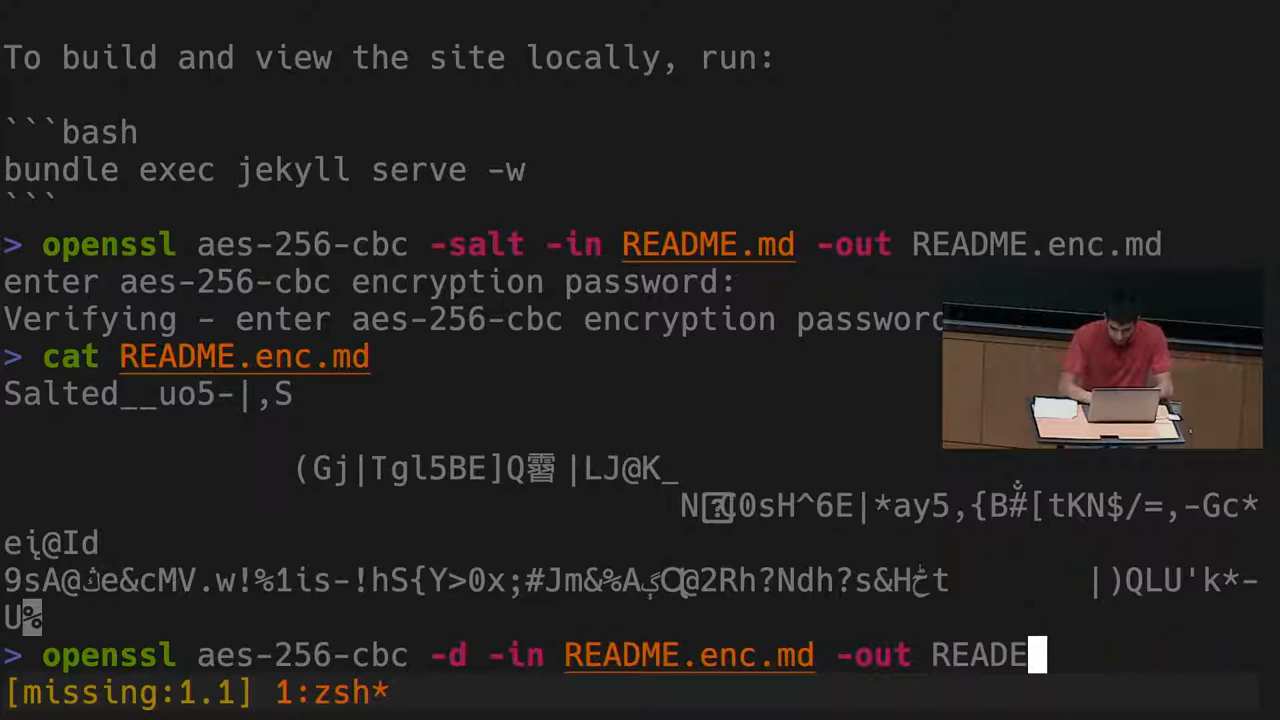 To build and view the site locally, run:
```bash
bundle exec jekyll serve -w
```
> openssl aes-256-cbc -salt -in README.md -out README.enc.md
enter aes-256-cbc encryption password:
Verifying - enter aes-256-cbc encryption password
> cat README.enc.md
Salted__uo5-|,S
(Gj|Tgl5BE]Q |LJ@K_
0sH^6E|*ay5,{B [tKN$/=,-Gc*
eį@Id
9sA@ e&cMV.w!%1is-!hS{Y>0x;#Jm&%A @2Rh?Ndh?s&H t |)QLU'k*-
U%
> openssl aes-256-cbc -d -in README.enc.md -out READE
[missing:1.1] 1:zsh*